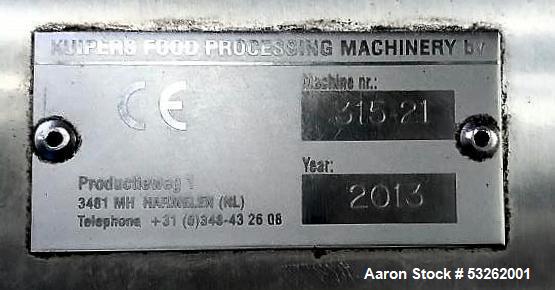 KUIPERS FOOD PROCESSING MACHINERY bv
CE
Machine nr.:
315.21
Productieweg 1
3481 MH HARMELEN (NL)
Telephone +31 (0)348-43 26 08
Year:
2013
Aaron Stock # 53262001